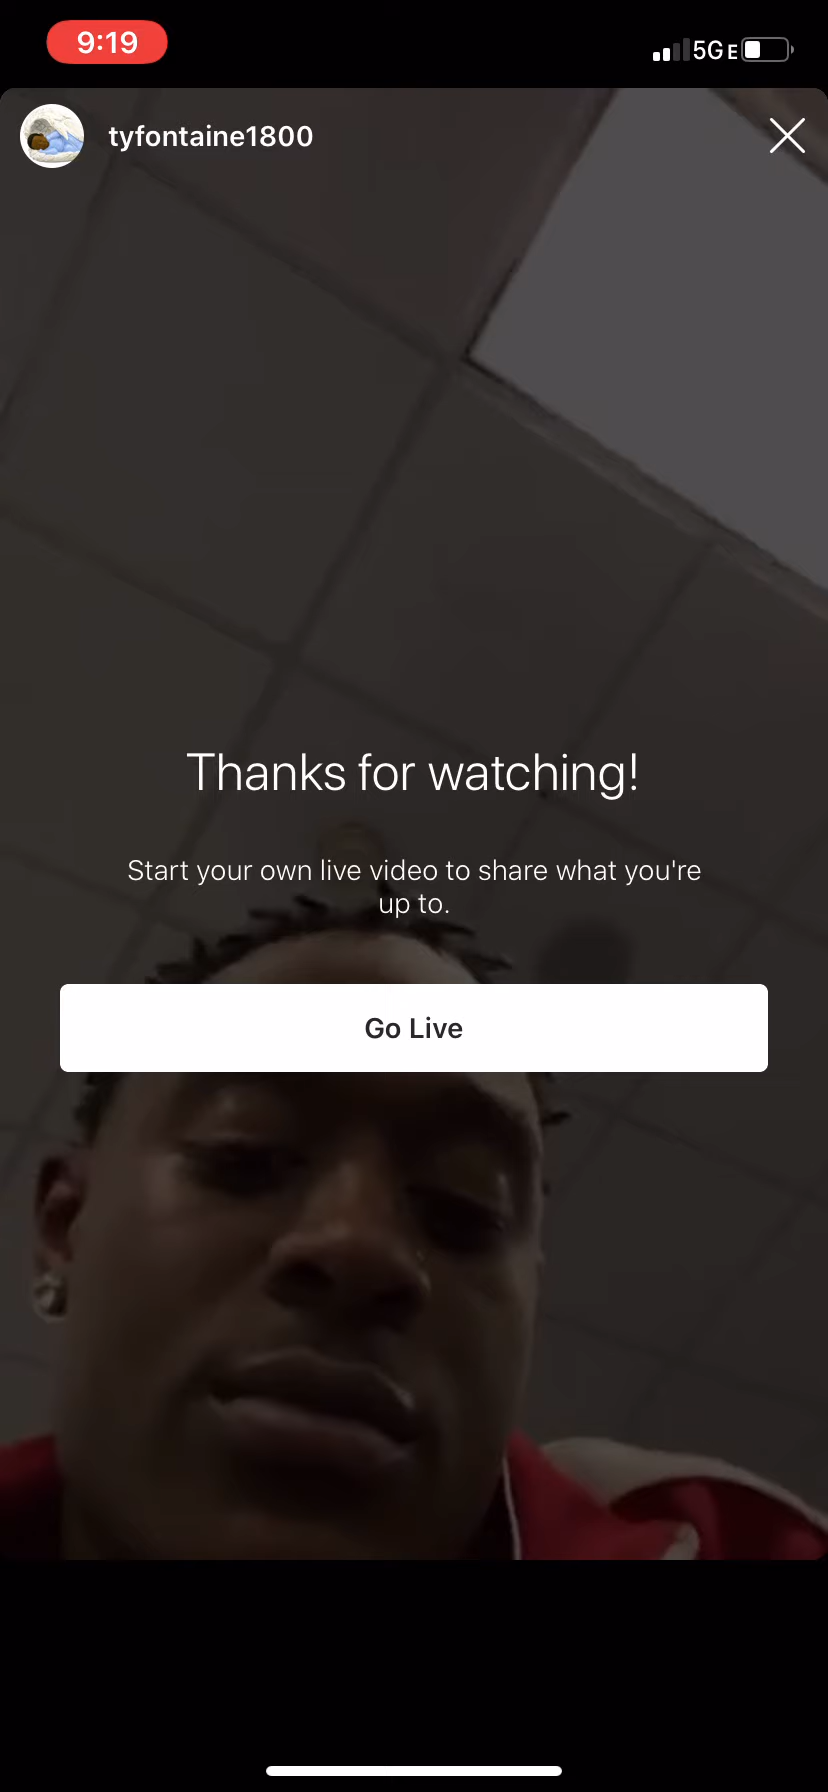 9:19
5G E
tyfontaine1800
Thanks for watching!
Start your own live video to share what you're
up to.
Go Live